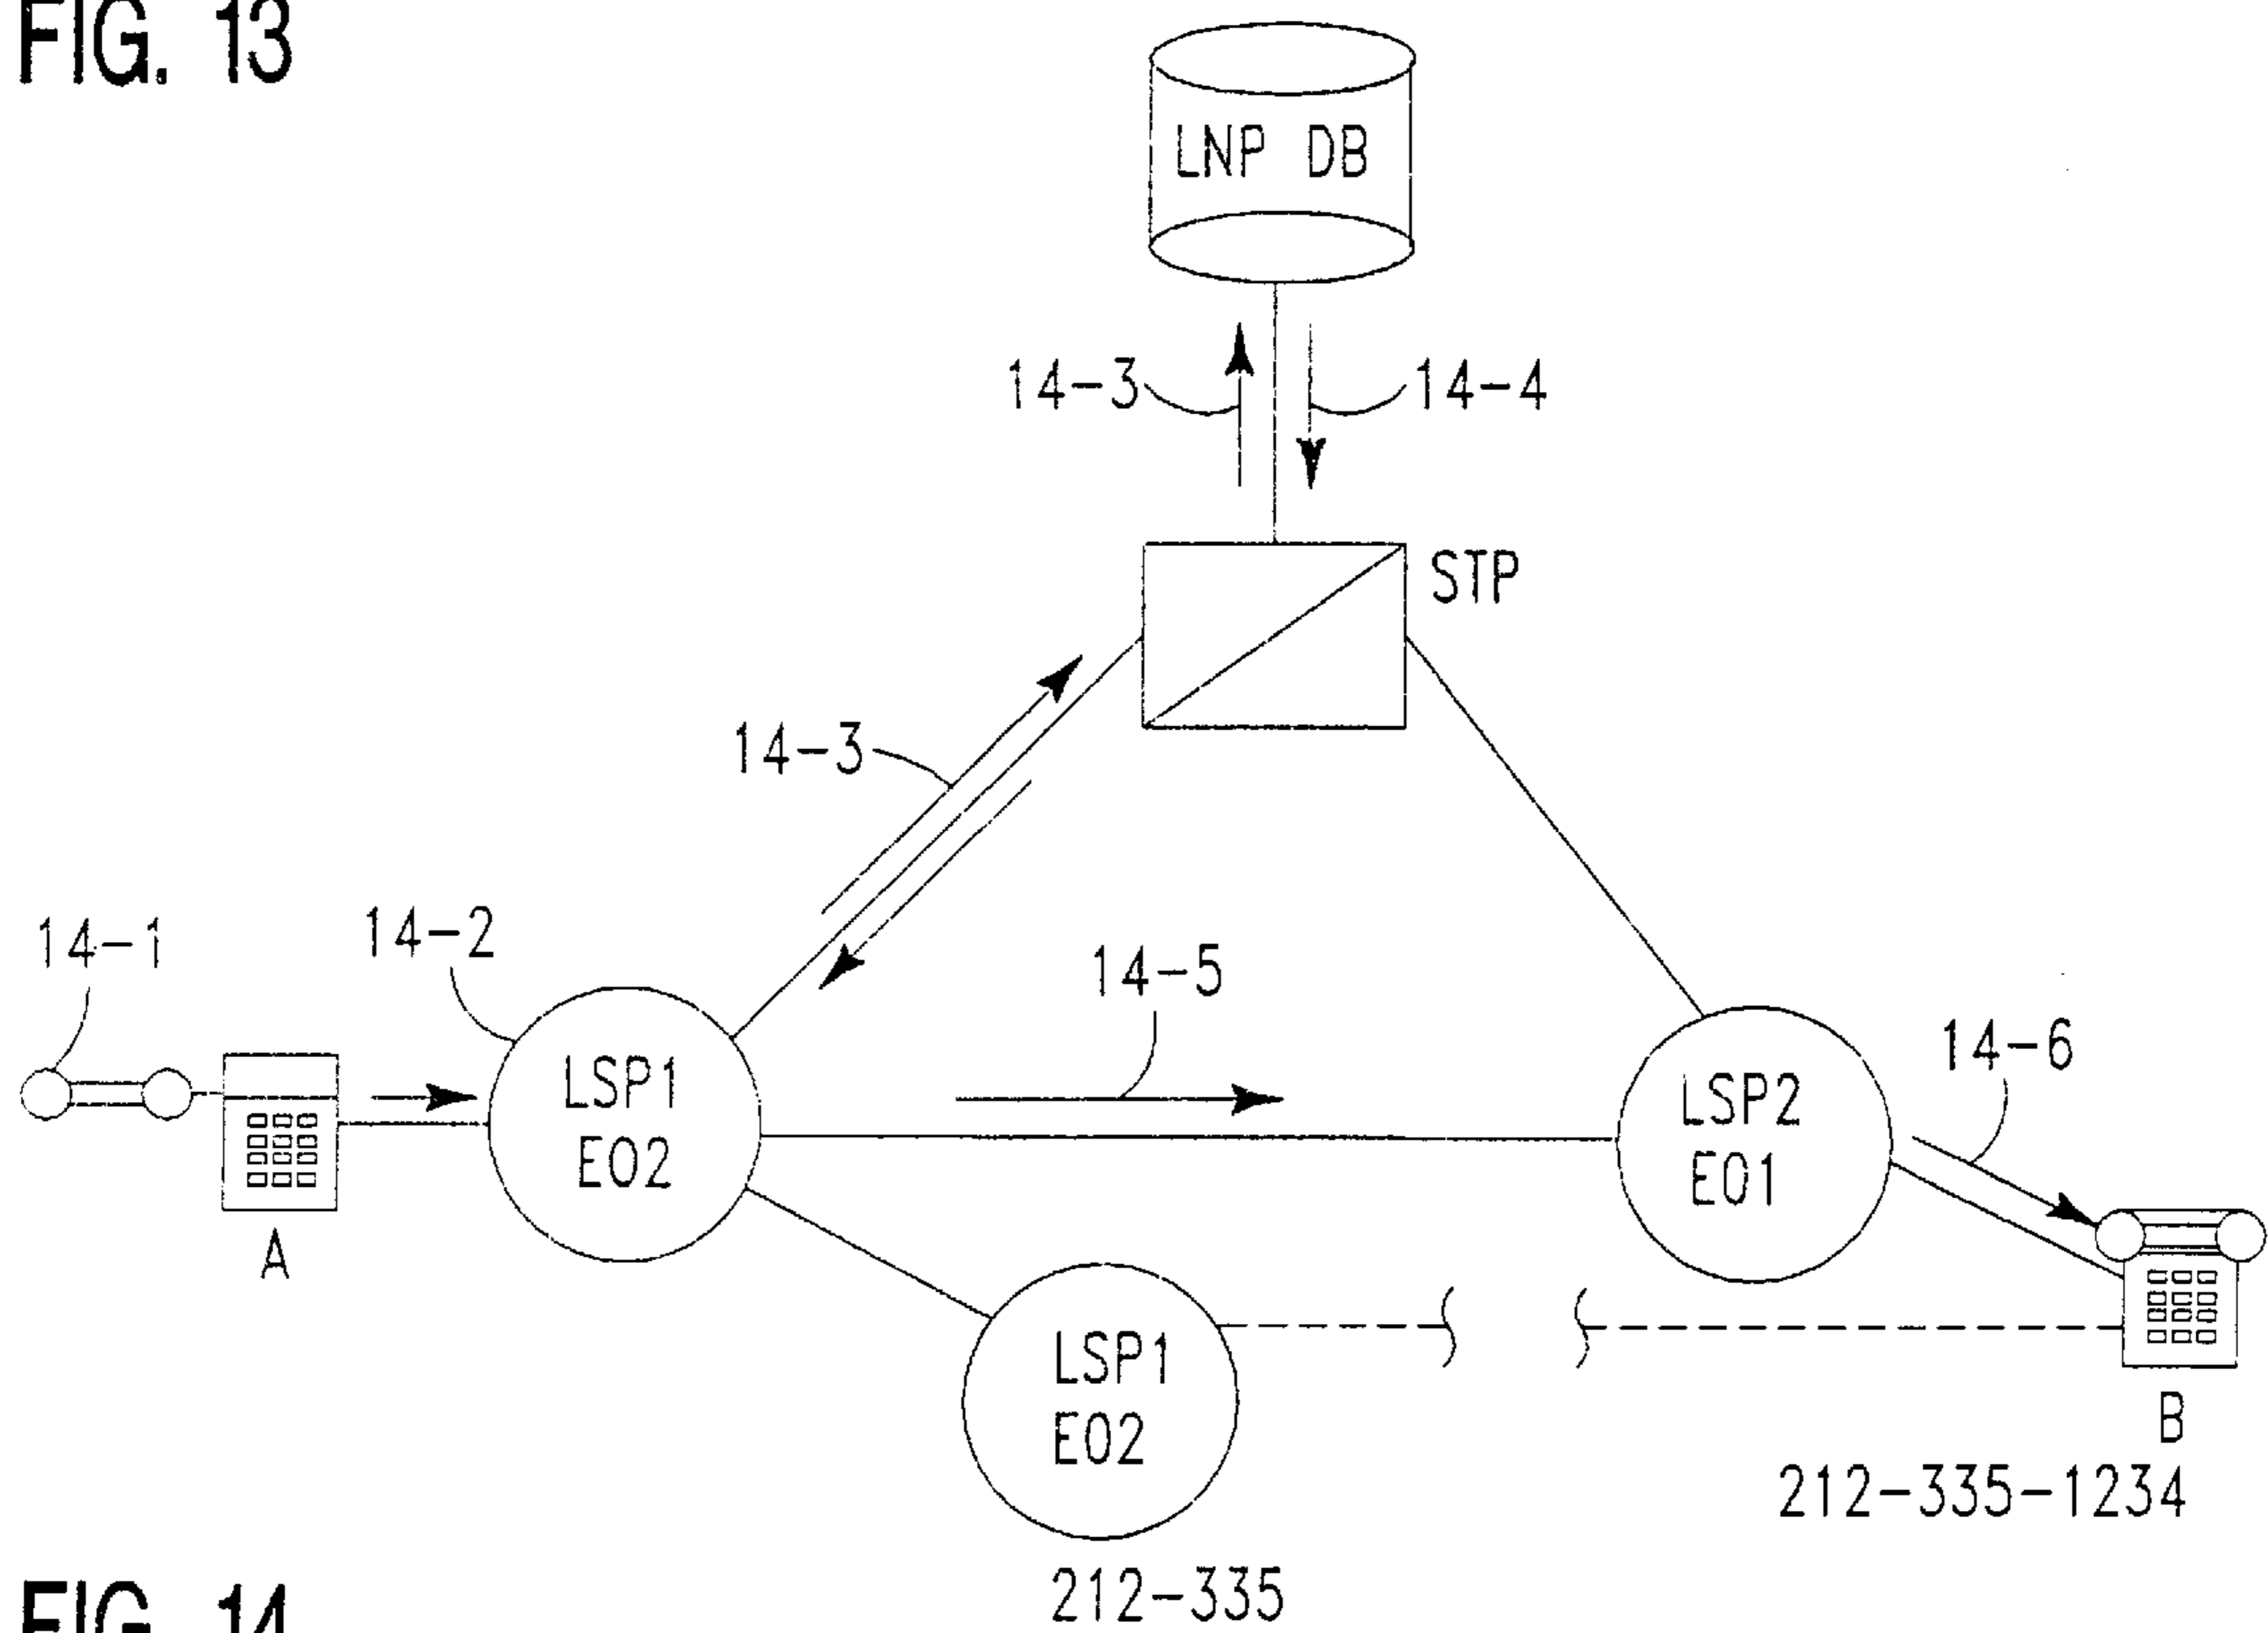 FIG. 13
LNP DB
14-3
14-4
STP
14-3
14-1
14-2
14-5
14-6
LSP1
EO2
LSP2
EO1
A
LSP1
EO2
B
212-335-1234
212-335
FIG. 14